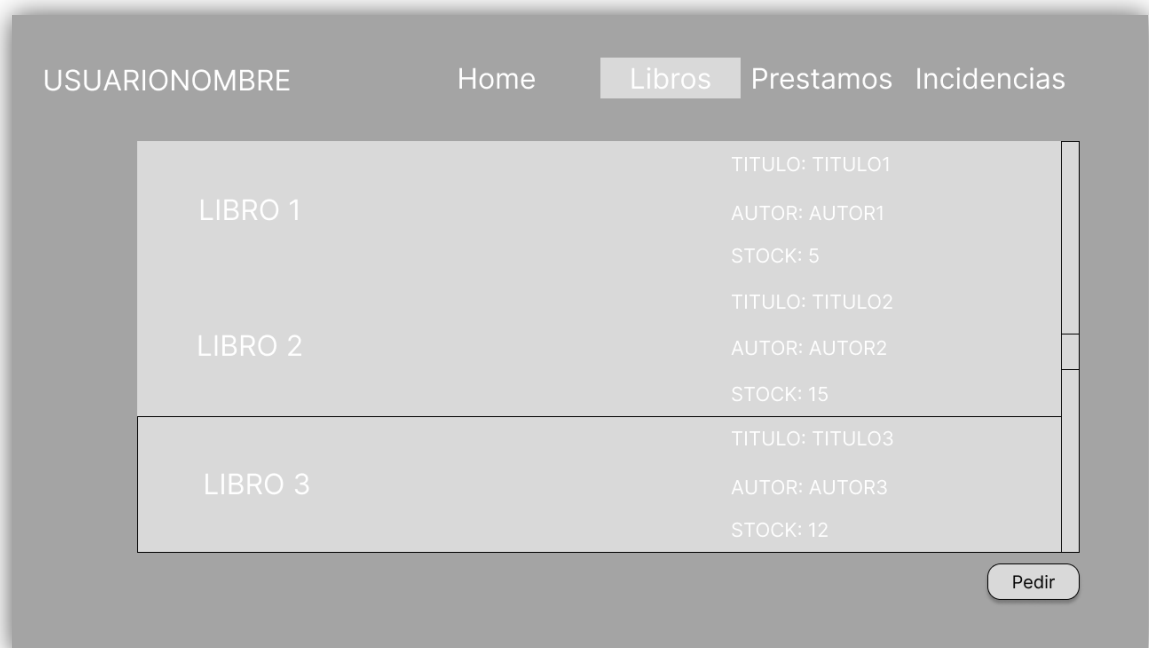 USUARIONOMBRE Home Libros Prestamos Incidencias
TITULO: TITULO1
LIBRO 1
AUTOR: AUTOR1
STOCK: 5
TITULO: TITULO2
LIBRO 2
AUTOR: AUTOR2
STOCK: 15
TITULO: TITULO3
LIBRO 3
AUTOR: AUTOR3
STOCK: 12
Pedir